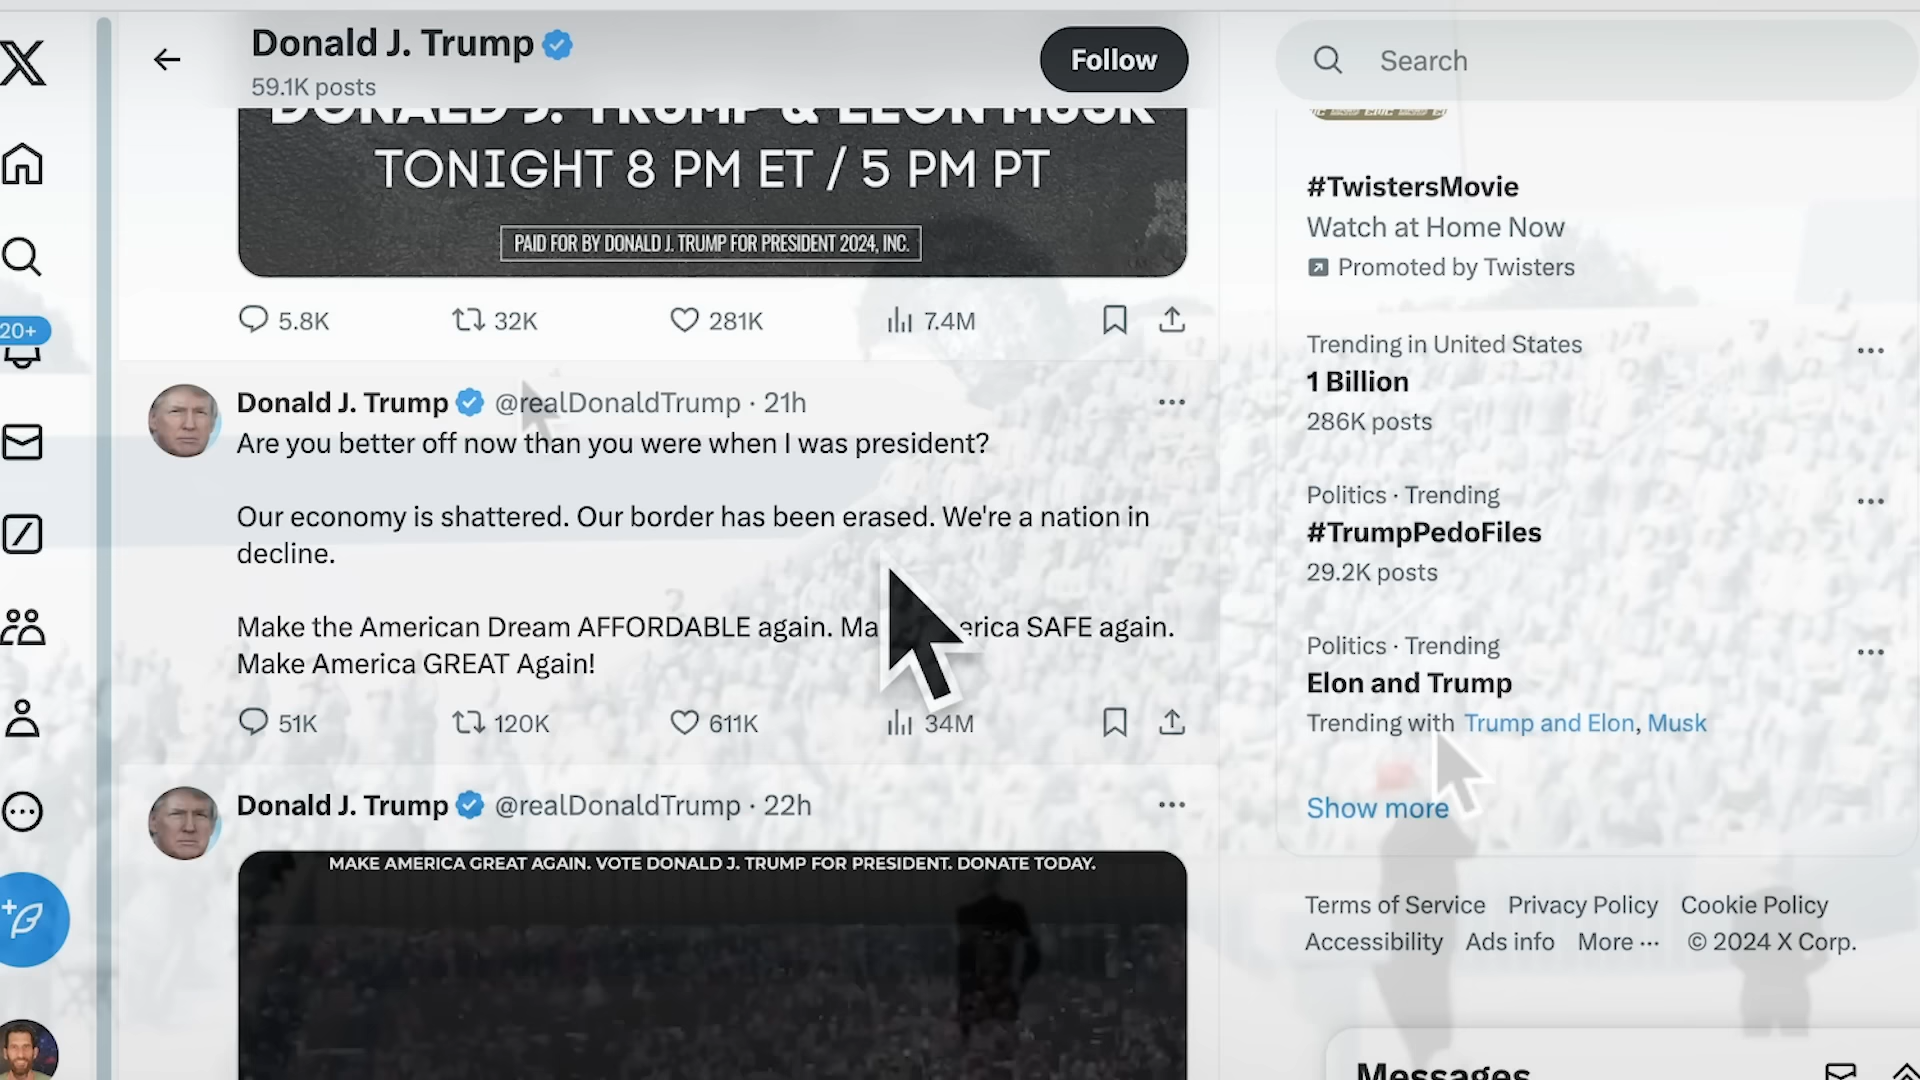 Donald J. Trump
59.1K posts
Follow
Search
DONALD J. TRUMP & ELON MUSK
TONIGHT 8 PM ET / 5 PM PT
PAID FOR BY DONALD J. TRUMP FOR PRESIDENT 2024, INC.
5.8K 32K 281K 7.4M
20+
Donald J. Trump @realDonaldTrump · 21h
Are you better off now than you were when I was president?
Our economy is shattered. Our border has been erased. We're a nation in
decline.
Make the American Dream AFFORDABLE again. Ma erica SAFE again.
Make America GREAT Again!
51K 120K 611K 34M
Donald J. Trump @realDonaldTrump · 22h
MAKE AMERICA GREAT AGAIN. VOTE DONALD J. TRUMP FOR PRESIDENT. DONATE TODAY.
#TwistersMovie
Watch at Home Now
Promoted by Twisters
Trending in United States
1 Billion
286K posts
Politics · Trending
#TrumpPedoFiles
29.2K posts
Politics · Trending
Elon and Trump
Trending with Trump and Elon, Musk
Show more
Terms of Service Privacy Policy Cookie Policy
Accessibility Ads info More ··· © 2024 X Corp.
Messages